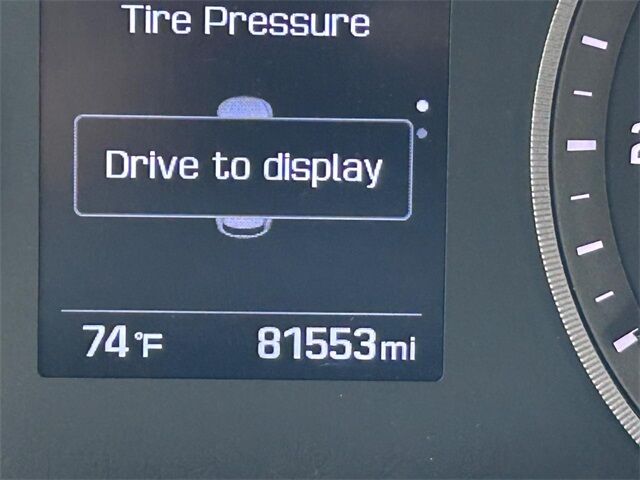 Tire Pressure
Drive to display
74°F 81553mi